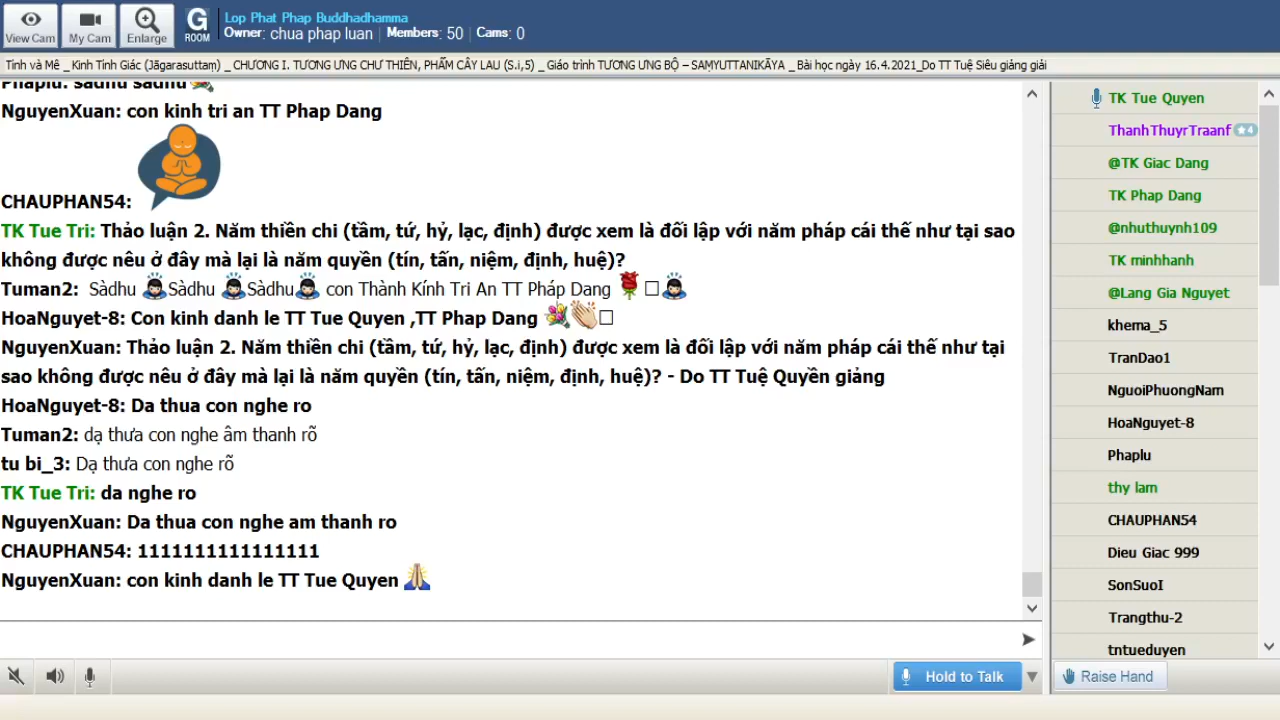 View Cam
My Cam
Enlarge
G
ROOM
Lop Phat Phap Buddhadhamma
Owner: chua phap luan | Members: 50 | Cams: 0
Tỉnh và Mê _ Kinh Tỉnh Giác (Jāgarasuttaṃ) _ CHƯƠNG I. TƯƠNG ƯNG CHƯ THIÊN, PHẨM CÂY LAU (S.i,5) _ Giáo trình TƯƠNG ƯNG BỘ – SAṂYUTTANIKĀYA _ Bài học ngày 16.4.2021_Do TT Tuệ Siêu giảng giải
Phaplu: sadhu sadhu
NguyenXuan: con kinh tri an TT Phap Dang
CHAUPHAN54:
TK Tue Tri: Thảo luận 2. Năm thiền chi (tầm, tứ, hỷ, lạc, định) được xem là đối lập với năm pháp cái thế như tại sao
không được nêu ở đây mà lại là năm quyền (tín, tấn, niệm, định, huệ)?
Tuman2: Sàdhu Sàdhu Sàdhu con Thành Kính Tri An TT Pháp Dang
HoaNguyet-8: Con kinh danh le TT Tue Quyen ,TT Phap Dang
NguyenXuan: Thảo luận 2. Năm thiền chi (tầm, tứ, hỷ, lạc, định) được xem là đối lập với năm pháp cái thế như tại
sao không được nêu ở đây mà lại là năm quyền (tín, tấn, niệm, định, huệ)? - Do TT Tuệ Quyền giảng
HoaNguyet-8: Da thua con nghe ro
Tuman2: dạ thưa con nghe âm thanh rõ
tu bi_3: Dạ thưa con nghe rõ
TK Tue Tri: da nghe ro
NguyenXuan: Da thua con nghe am thanh ro
CHAUPHAN54: 1111111111111111
NguyenXuan: con kinh danh le TT Tue Quyen
Hold to Talk
TK Tue Quyen
ThanhThuyrTraanf 4
@TK Giac Dang
TK Phap Dang
@nhuthuynh109
TK minhhanh
@Lang Gia Nguyet
khema_5
TranDao1
NguoiPhuongNam
HoaNguyet-8
Phaplu
thy lam
CHAUPHAN54
Dieu Giac 999
SonSuoI
Trangthu-2
tntueduyen
Raise Hand